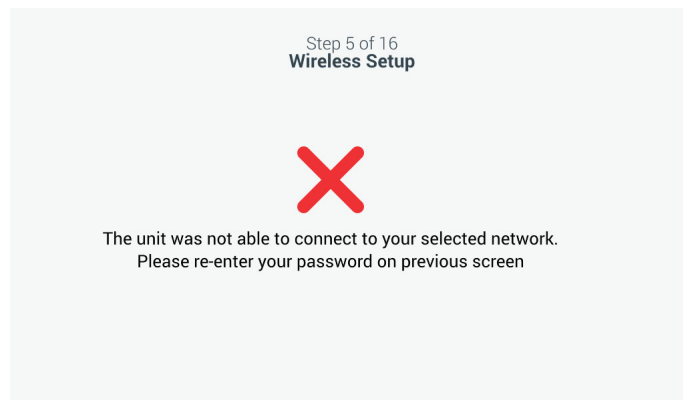 Step 5 of 16
Wireless Setup
The unit was not able to connect to your selected network.
Please re-enter your password on previous screen